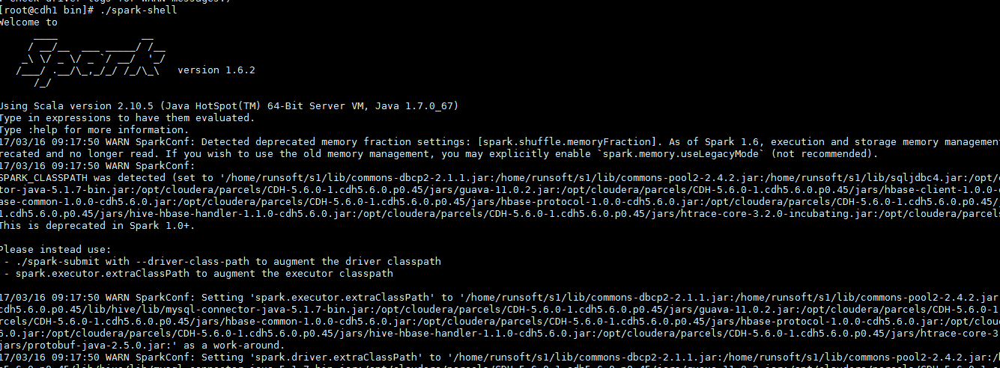 [root@cdh1 bin]# ./spark-shell
Welcome to
      ____              __
     / __/__  ___ _____/ /__
    _\ \/ _ \/ _ `/ __/  '_/
   /___/ .__/\_,_/_/ /_/\_\   version 1.6.2
      /_/
Using Scala version 2.10.5 (Java HotSpot(TM) 64-Bit Server VM, Java 1.7.0_67)
Type in expressions to have them evaluated.
Type :help for more information.
17/03/16 09:17:50 WARN SparkConf: Detected deprecated memory fraction settings: [spark.shuffle.memoryFraction]. As of Spark 1.6, execution and storage memory management
recated and no longer read. If you wish to use the old memory management, you may explicitly enable `spark.memory.useLegacyMode` (not recommended).
17/03/16 09:17:50 WARN SparkConf:
SPARK_CLASSPATH was detected (set to '/home/runsoft/s1/lib/commons-dbcp2-2.1.1.jar:/home/runsoft/s1/lib/commons-pool2-2.4.2.jar:/home/runsoft/s1/lib/sqljdbc4.jar:/opt/
tor-java-5.1.7-bin.jar:/opt/cloudera/parcels/CDH-5.6.0-1.cdh5.6.0.p0.45/jars/guava-11.0.2.jar:/opt/cloudera/parcels/CDH-5.6.0-1.cdh5.6.0.p0.45/jars/hbase-client-1.0.0-
ase-common-1.0.0-cdh5.6.0.jar:/opt/cloudera/parcels/CDH-5.6.0-1.cdh5.6.0.p0.45/jars/hbase-protocol-1.0.0-cdh5.6.0.jar:/opt/cloudera/parcels/CDH-5.6.0-1.cdh5.6.0.p0.45/
1.cdh5.6.0.p0.45/jars/hive-hbase-handler-1.1.0-cdh5.6.0.jar:/opt/cloudera/parcels/CDH-5.6.0-1.cdh5.6.0.p0.45/jars/htrace-core-3.2.0-incubating.jar:/opt/cloudera/parcels
This is deprecated in Spark 1.0+.
Please instead use:
 - ./spark-submit with --driver-class-path to augment the driver classpath
 - spark.executor.extraClassPath to augment the executor classpath
17/03/16 09:17:50 WARN SparkConf: Setting 'spark.executor.extraClassPath' to '/home/runsoft/s1/lib/commons-dbcp2-2.1.1.jar:/home/runsoft/s1/lib/commons-pool2-2.4.2.jar
cdh5.6.0.p0.45/lib/hive/lib/mysql-connector-java-5.1.7-bin.jar:/opt/cloudera/parcels/CDH-5.6.0-1.cdh5.6.0.p0.45/jars/guava-11.0.2.jar:/opt/cloudera/parcels/CDH-5.6.0-1
rcels/CDH-5.6.0-1.cdh5.6.0.p0.45/jars/hbase-common-1.0.0-cdh5.6.0.jar:/opt/cloudera/parcels/CDH-5.6.0-1.cdh5.6.0.p0.45/jars/hbase-protocol-1.0.0-cdh5.6.0.jar:/opt/clou
6.0.jar:/opt/cloudera/parcels/CDH-5.6.0-1.cdh5.6.0.p0.45/jars/hive-hbase-handler-1.1.0-cdh5.6.0.jar:/opt/cloudera/parcels/CDH-5.6.0-1.cdh5.6.0.p0.45/jars/htrace-core-3
jars/protobuf-java-2.5.0.jar:' as a work-around.
17/03/16 09:17:50 WARN SparkConf: Setting 'spark.driver.extraClassPath' to '/home/runsoft/s1/lib/commons-dbcp2-2.1.1.jar:/home/runsoft/s1/lib/commons-pool2-2.4.2.jar:/